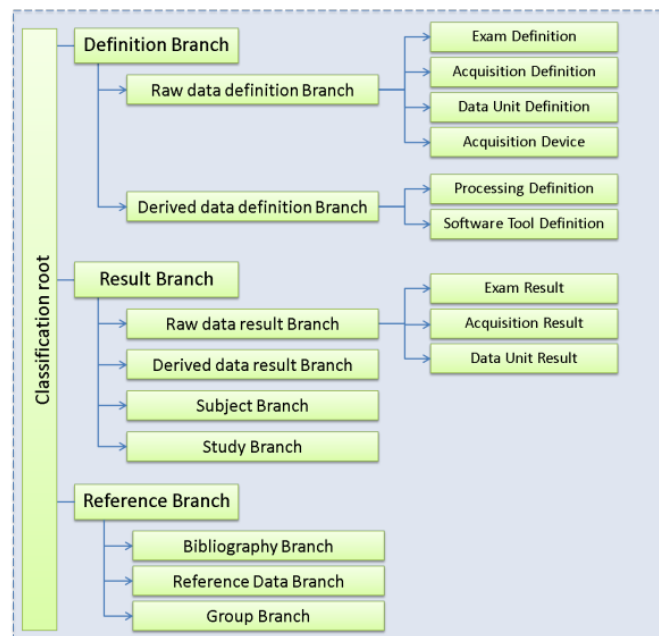 Classification root
Definition Branch
Raw data definition Branch
Exam Definition
Acquisition Definition
Data Unit Definition
Acquisition Device
Derived data definition Branch
Processing Definition
Software Tool Definition
Result Branch
Raw data result Branch
Exam Result
Acquisition Result
Data Unit Result
Derived data result Branch
Subject Branch
Study Branch
Reference Branch
Bibliography Branch
Reference Data Branch
Group Branch